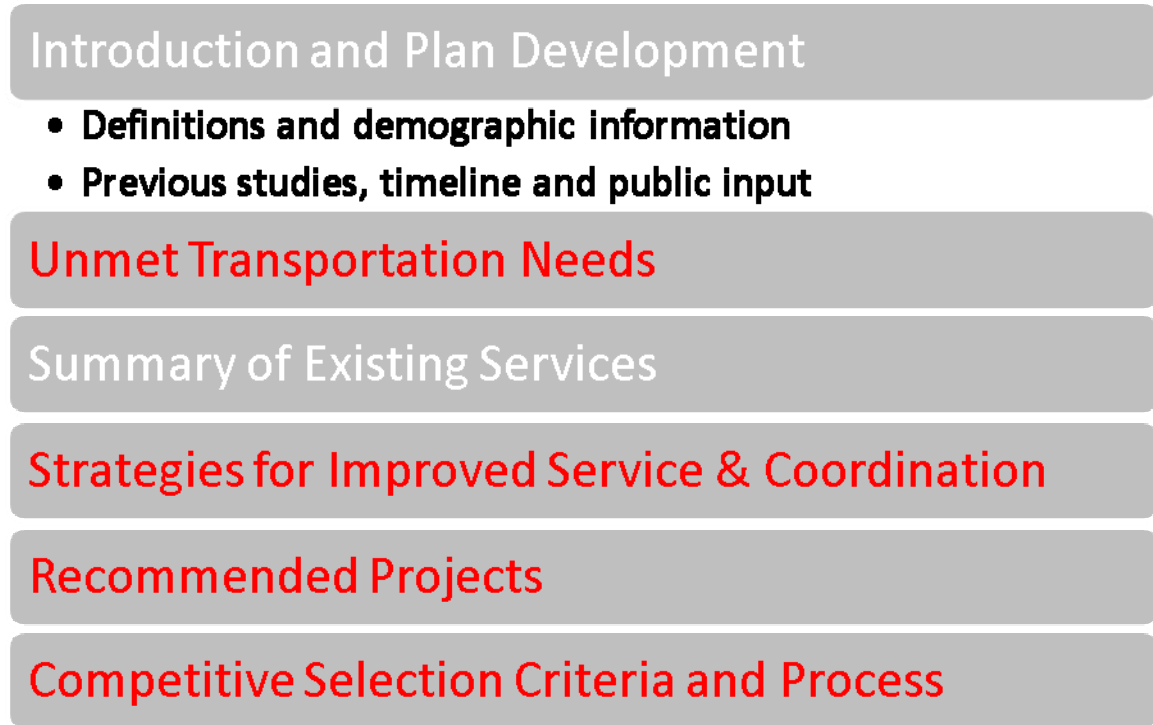 Introduction and Plan Development
• Definitions and demographic information
• Previous studies, timeline and public input
Unmet Transportation Needs
Summary of Existing Services
Strategies for Improved Service & Coordination
Recommended Projects
Competitive Selection Criteria and Process